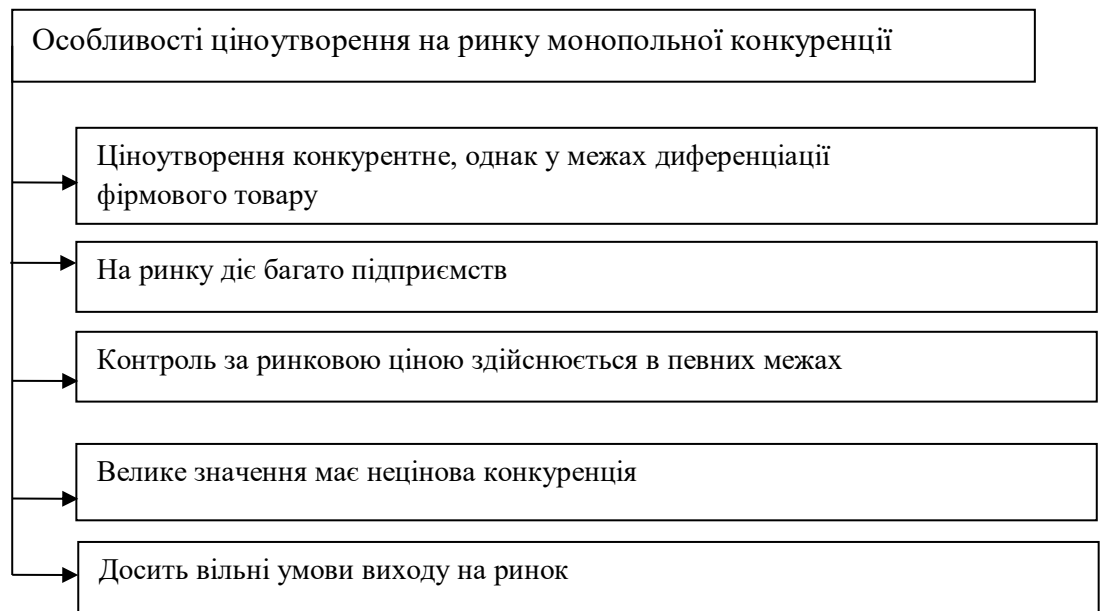 Особливості ціноутворення на ринку монопольної конкуренції
Ціноутворення конкурентне, однак у межах диференціації
фірмового товару
На ринку діє багато підприємств
Контроль за ринковою ціною здійснюється в певних межах
Велике значення має нецінова конкуренція
Досить вільні умови виходу на ринок